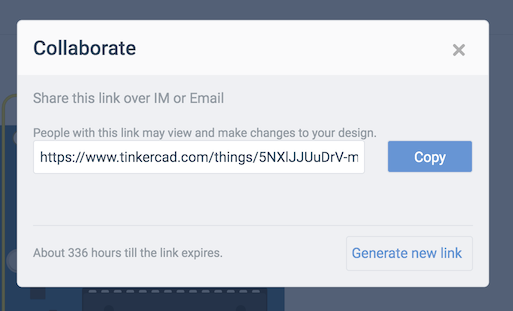 Collaborate
Share this link over IM or Email
People with this link may view and make changes to your design.
https://www.tinkercad.com/things/5NXlJJUuDrV-m
Copy
About 336 hours till the link expires.
Generate new link